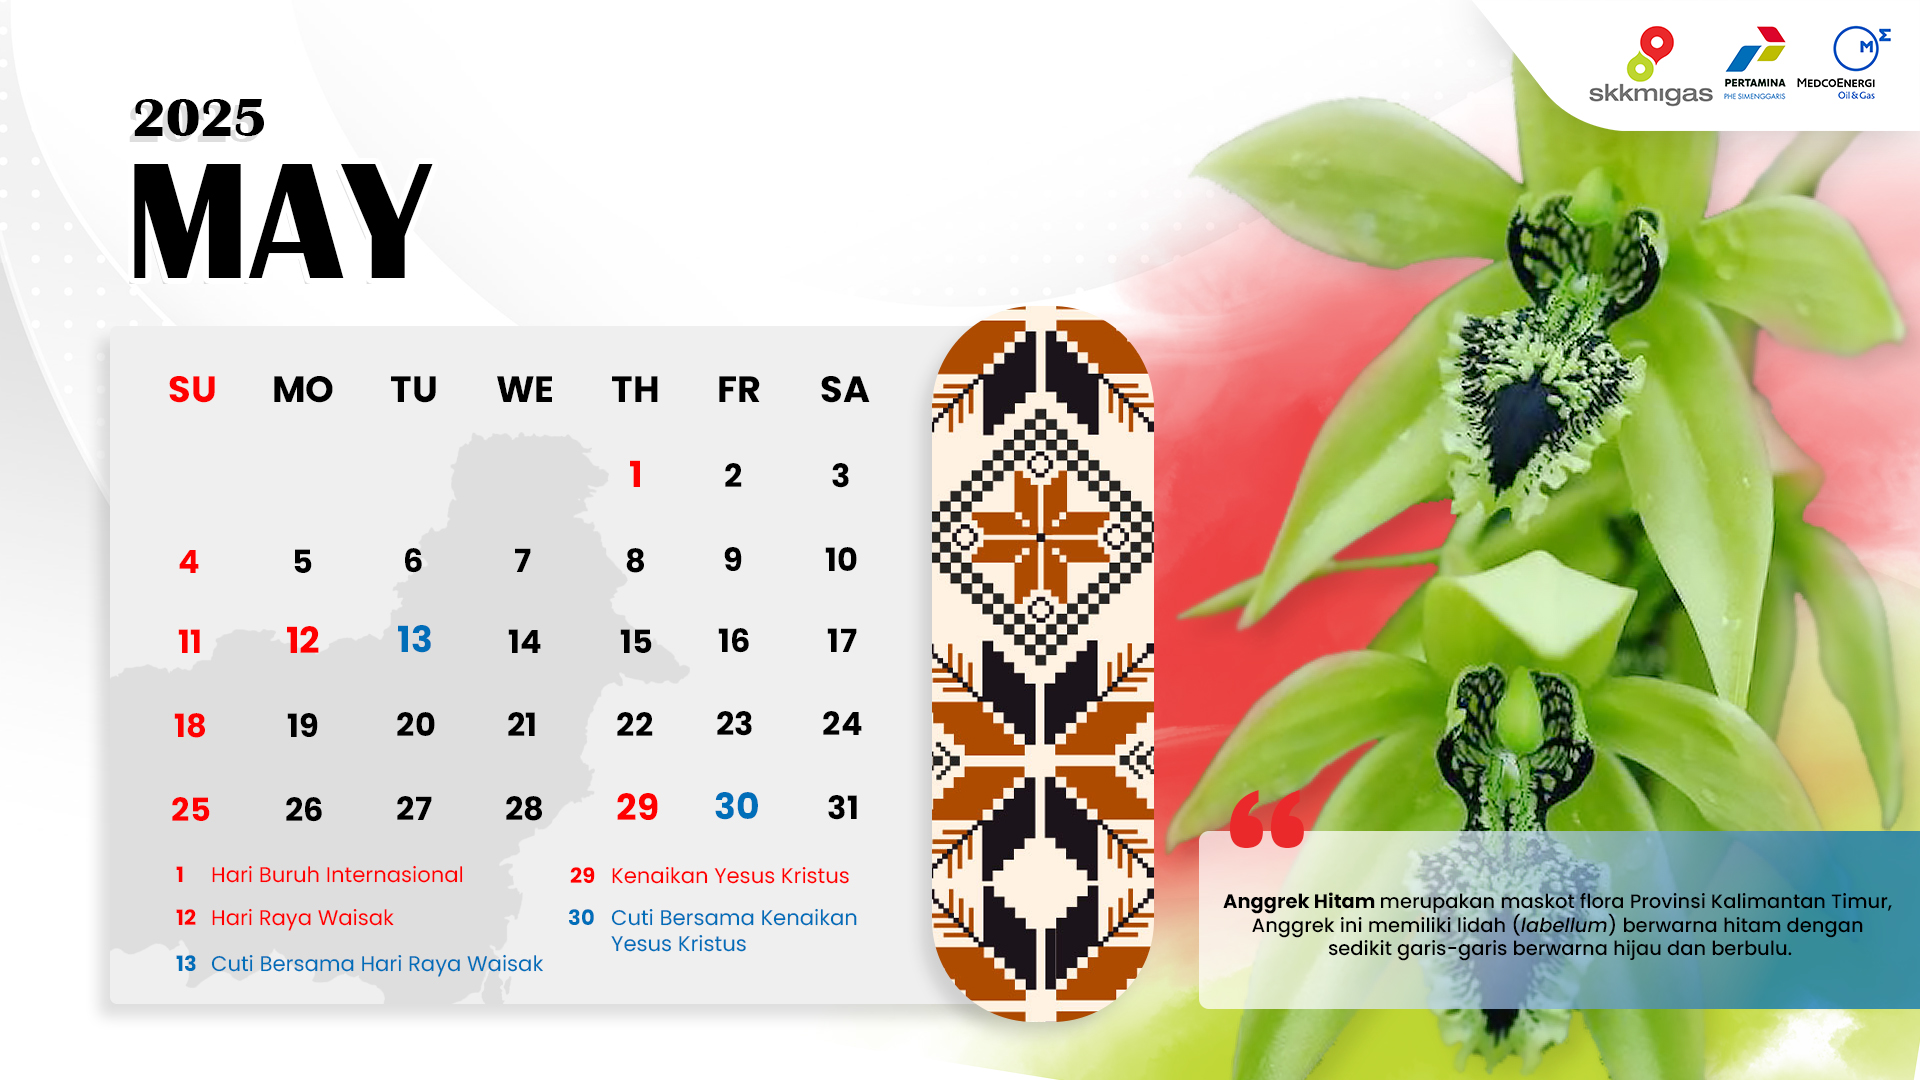 skkmigas
PERTAMINA
PHE SIMENGGARIS
MEDCOENERGI
Oil & Gas
2025
MAY
SU MO TU WE TH FR SA
1 2 3
4 5 6 7 8 9 10
11 12 13 14 15 16 17
18 19 20 21 22 23 24
25 26 27 28 29 30 31
1 Hari Buruh Internasional
12 Hari Raya Waisak
13 Cuti Bersama Hari Raya Waisak
29 Kenaikan Yesus Kristus
30 Cuti Bersama Kenaikan
Yesus Kristus
Anggrek Hitam merupakan maskot flora Provinsi Kalimantan Timur,
Anggrek ini memiliki lidah (labellum) berwarna hitam dengan
sedikit garis-garis berwarna hijau dan berbulu.